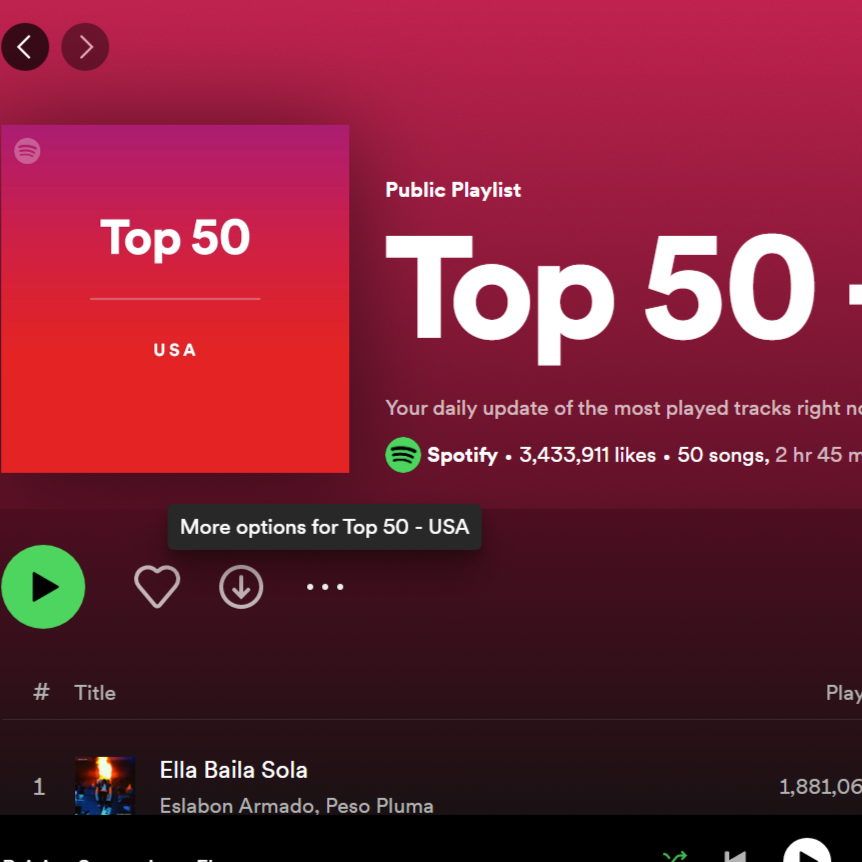 Top 50
USA
Public Playlist
Top 50 -
Your daily update of the most played tracks right
Spotify • 3,433,911 likes • 50 songs, 2 hr 45
More options for Top 50 - USA
# Title
1
Ella Baila Sola
Eslabon Armado, Peso Pluma
1,881,06